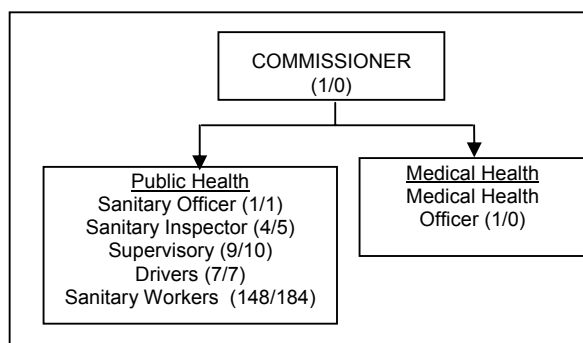 COMMISSIONER
(1/0)
Public Health
Sanitary Officer (1/1)
Sanitary Inspector (4/5)
Supervisory (9/10)
Drivers (7/7)
Sanitary Workers (148/184)
Medical Health
Medical Health
Officer (1/0)